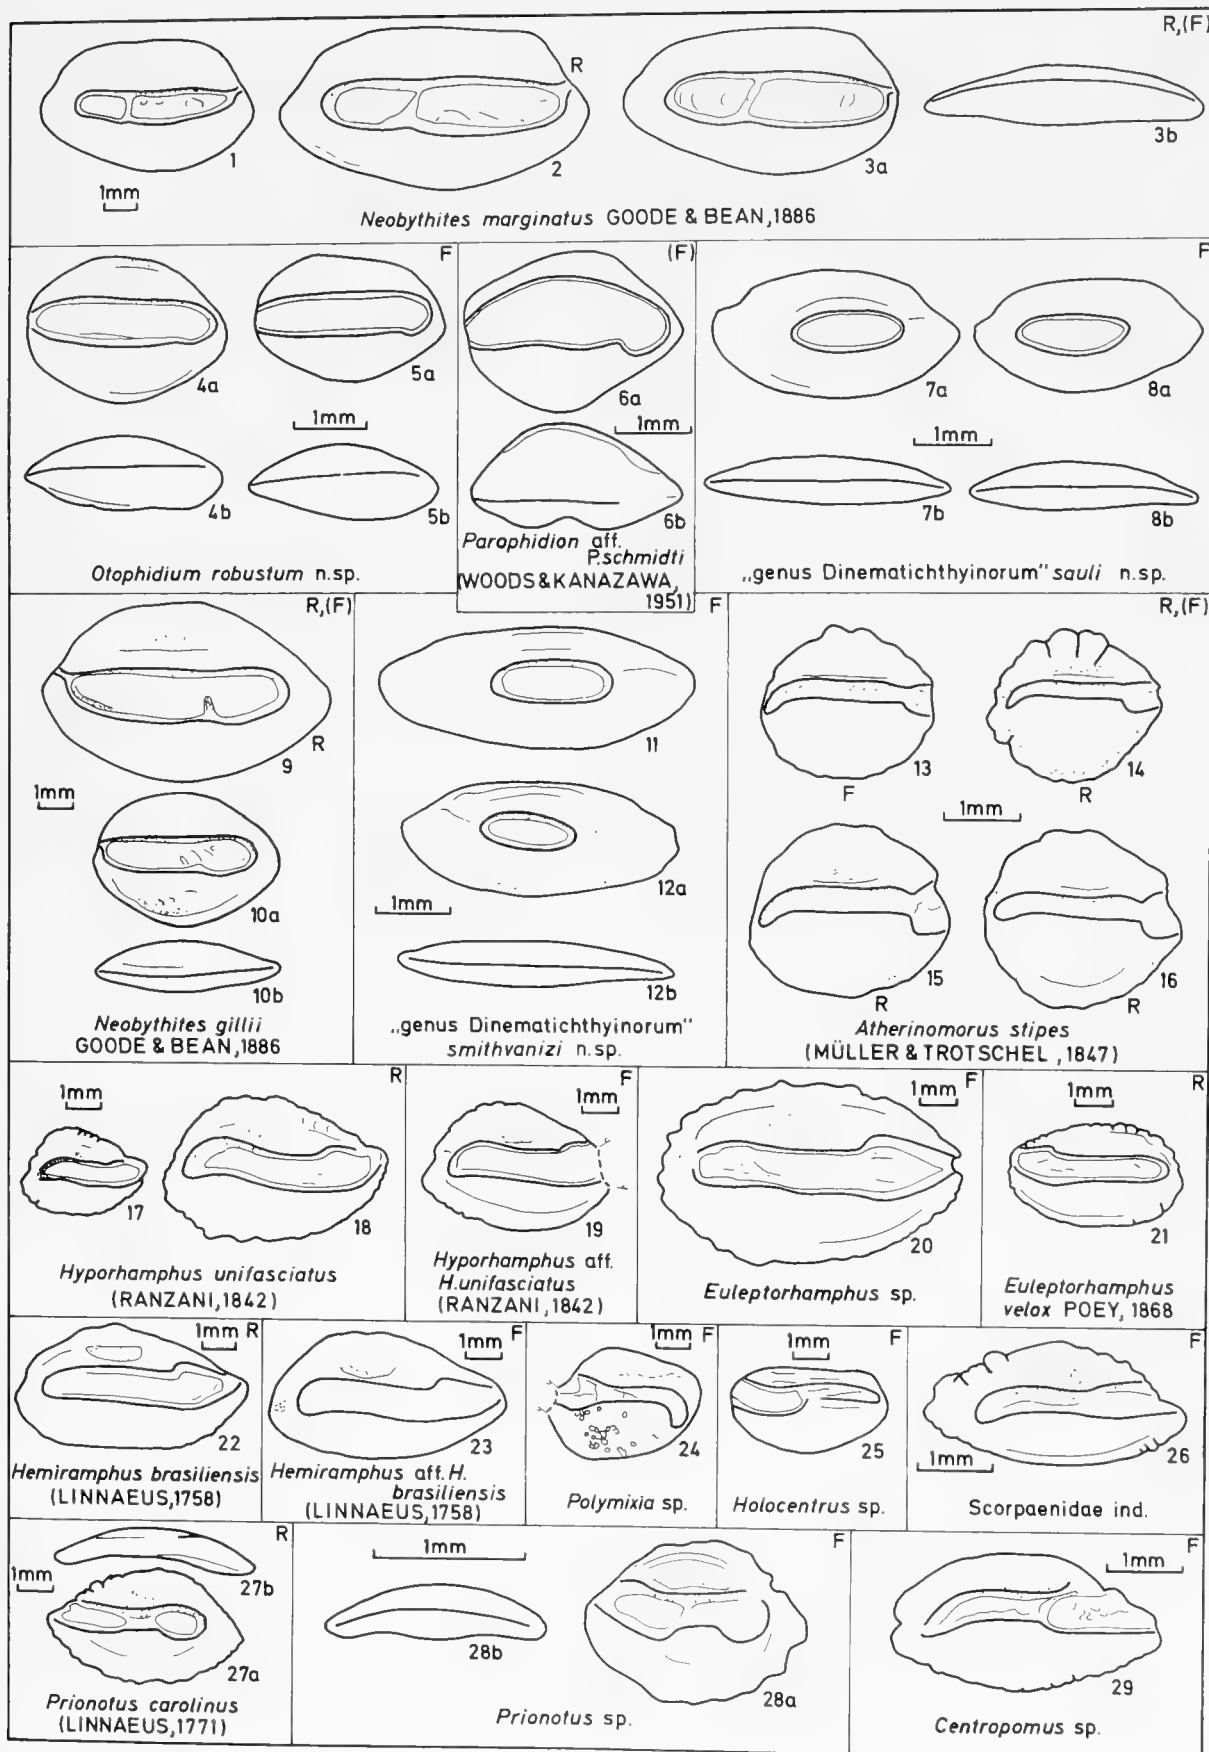 R,(F)
1
2
R
3a
3b
1mm
Neobythites marginatus GOODE & BEAN, 1886
F
4a
5a
1mm
4b
5b
Otophidium robustum n.sp.
(F)
6a
1mm
6b
Parophidion aff.
P.schmidti
(WOODS & KANAZAWA,
1951)
F
7a
8a
1mm
7b
8b
„genus Dinematichthyinorum" sauli n.sp.
R,(F)
9
R
1mm
10a
10b
Neobythites gillii
GOODE & BEAN, 1886
F
11
12a
1mm
12b
„genus Dinematichthyinorum"
smithvanizi n.sp.
R,(F)
13
F
14
R
1mm
15
R
16
R
Atherinomorus stipes
(MÜLLER & TROTSCHEL, 1847)
R
1mm
17
18
Hyporhamphus unifasciatus
(RANZANI, 1842)
F
1mm
19
Hyporhamphus aff.
H.unifasciatus
(RANZANI, 1842)
F
1mm
20
Euleptorhamphus sp.
R
1mm
21
Euleptorhamphus
velox POEY, 1868
1mm R
22
Hemiramphus brasiliensis
(LINNAEUS, 1758)
F
1mm
23
Hemiramphus aff. H.
brasiliensis
(LINNAEUS, 1758)
1mm F
24
Polymixia sp.
F
1mm
25
Holocentrus sp.
F
26
1mm
Scorpaenidae ind.
R
27b
1mm
27a
Prionotus carolinus
(LINNAEUS, 1771)
F
1mm
28b
28a
Prionotus sp.
F
1mm
29
Centropomus sp.